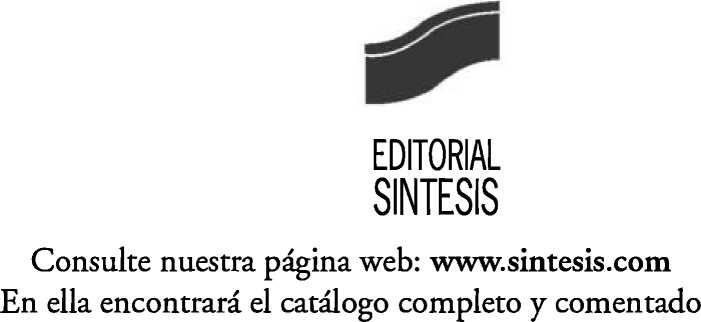 EDITORIAL
SINTESIS
Consulte nuestra página web: www.sintesis.com
En ella encontrará el catálogo completo y comentado